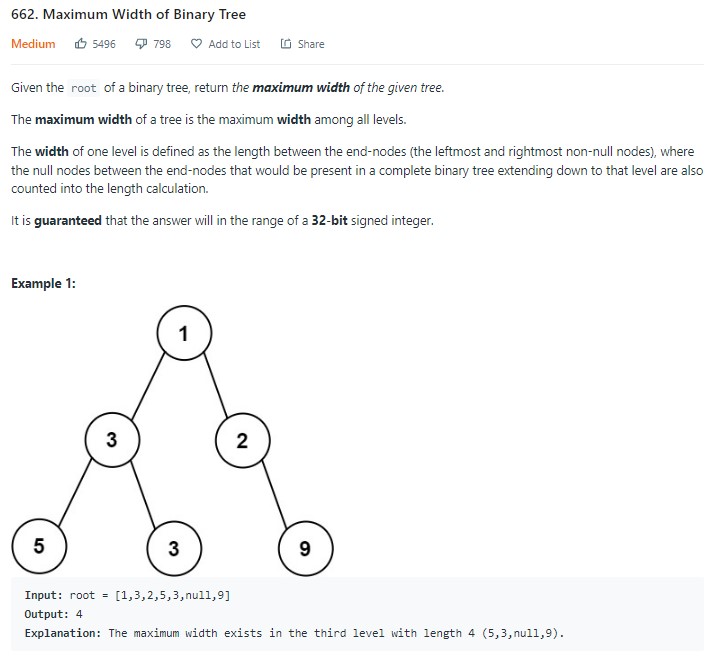 662. Maximum Width of Binary Tree
Medium 5496 798 Add to List Share
Given the root of a binary tree, return the maximum width of the given tree.
The maximum width of a tree is the maximum width among all levels.
The width of one level is defined as the length between the end-nodes (the leftmost and rightmost non-null nodes), where
the null nodes between the end-nodes that would be present in a complete binary tree extending down to that level are also
counted into the length calculation.
It is guaranteed that the answer will in the range of a 32-bit signed integer.
Example 1:
1
3 2
5 3 9
Input: root = [1,3,2,5,3,null,9]
Output: 4
Explanation: The maximum width exists in the third level with length 4 (5,3,null,9).